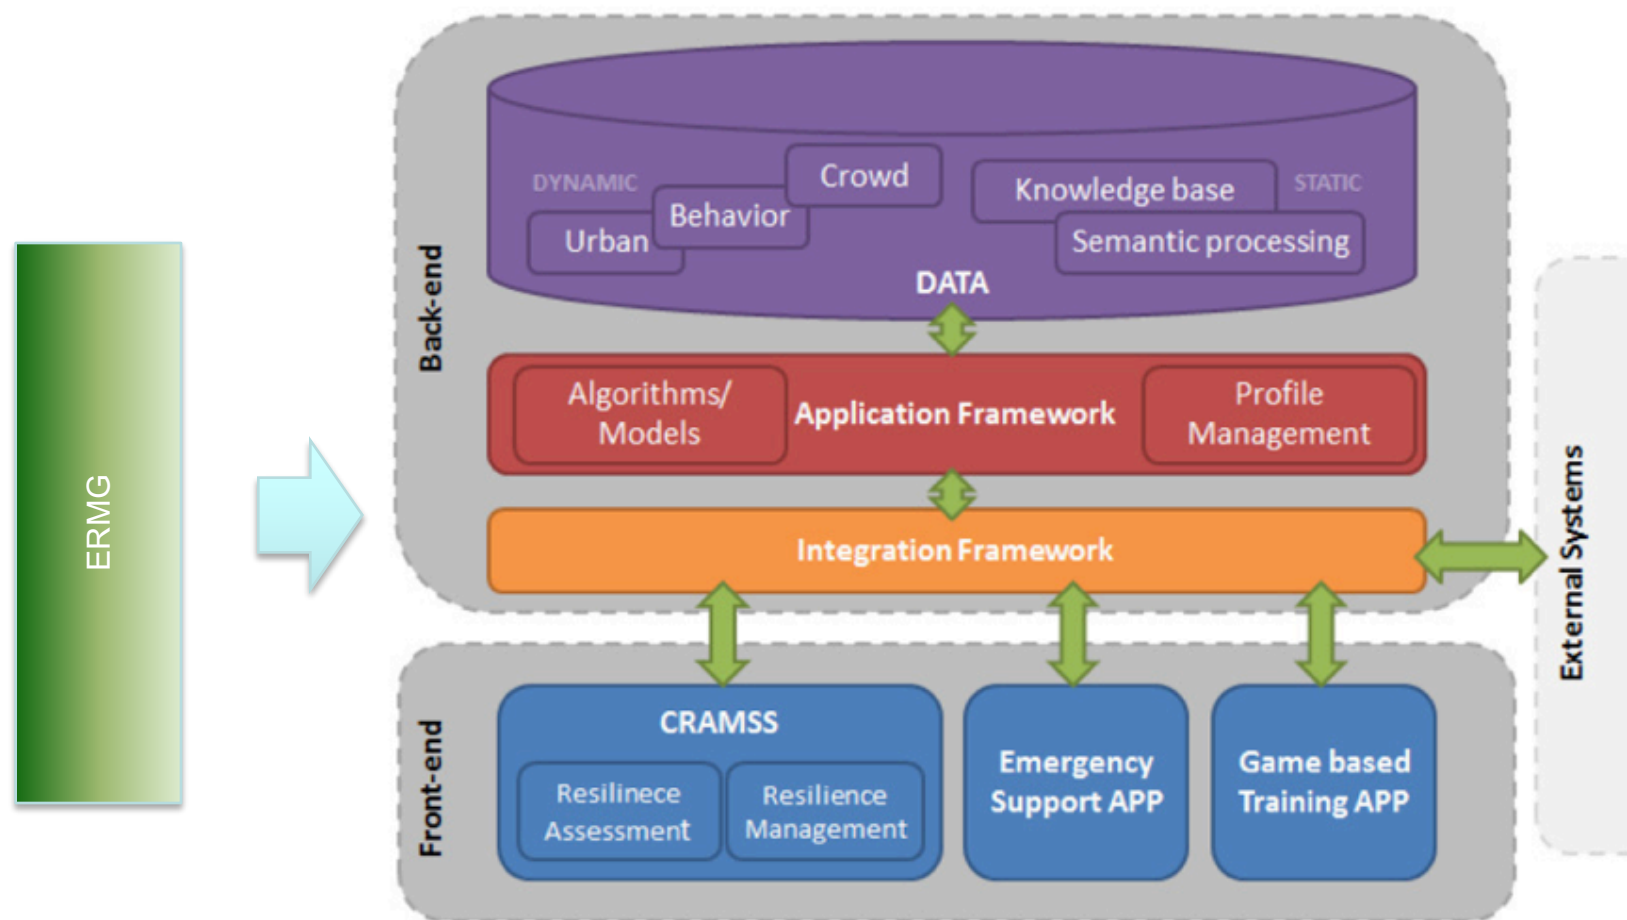 ERMG
Back-end
DYNAMIC
Urban
Behavior
Crowd
Knowledge base
STATIC
Semantic processing
DATA
Algorithms/
Models
Application Framework
Profile
Management
Integration Framework
External Systems
Front-end
CRAMSS
Resilinece
Assessment
Resilience
Management
Emergency
Support APP
Game based
Training APP